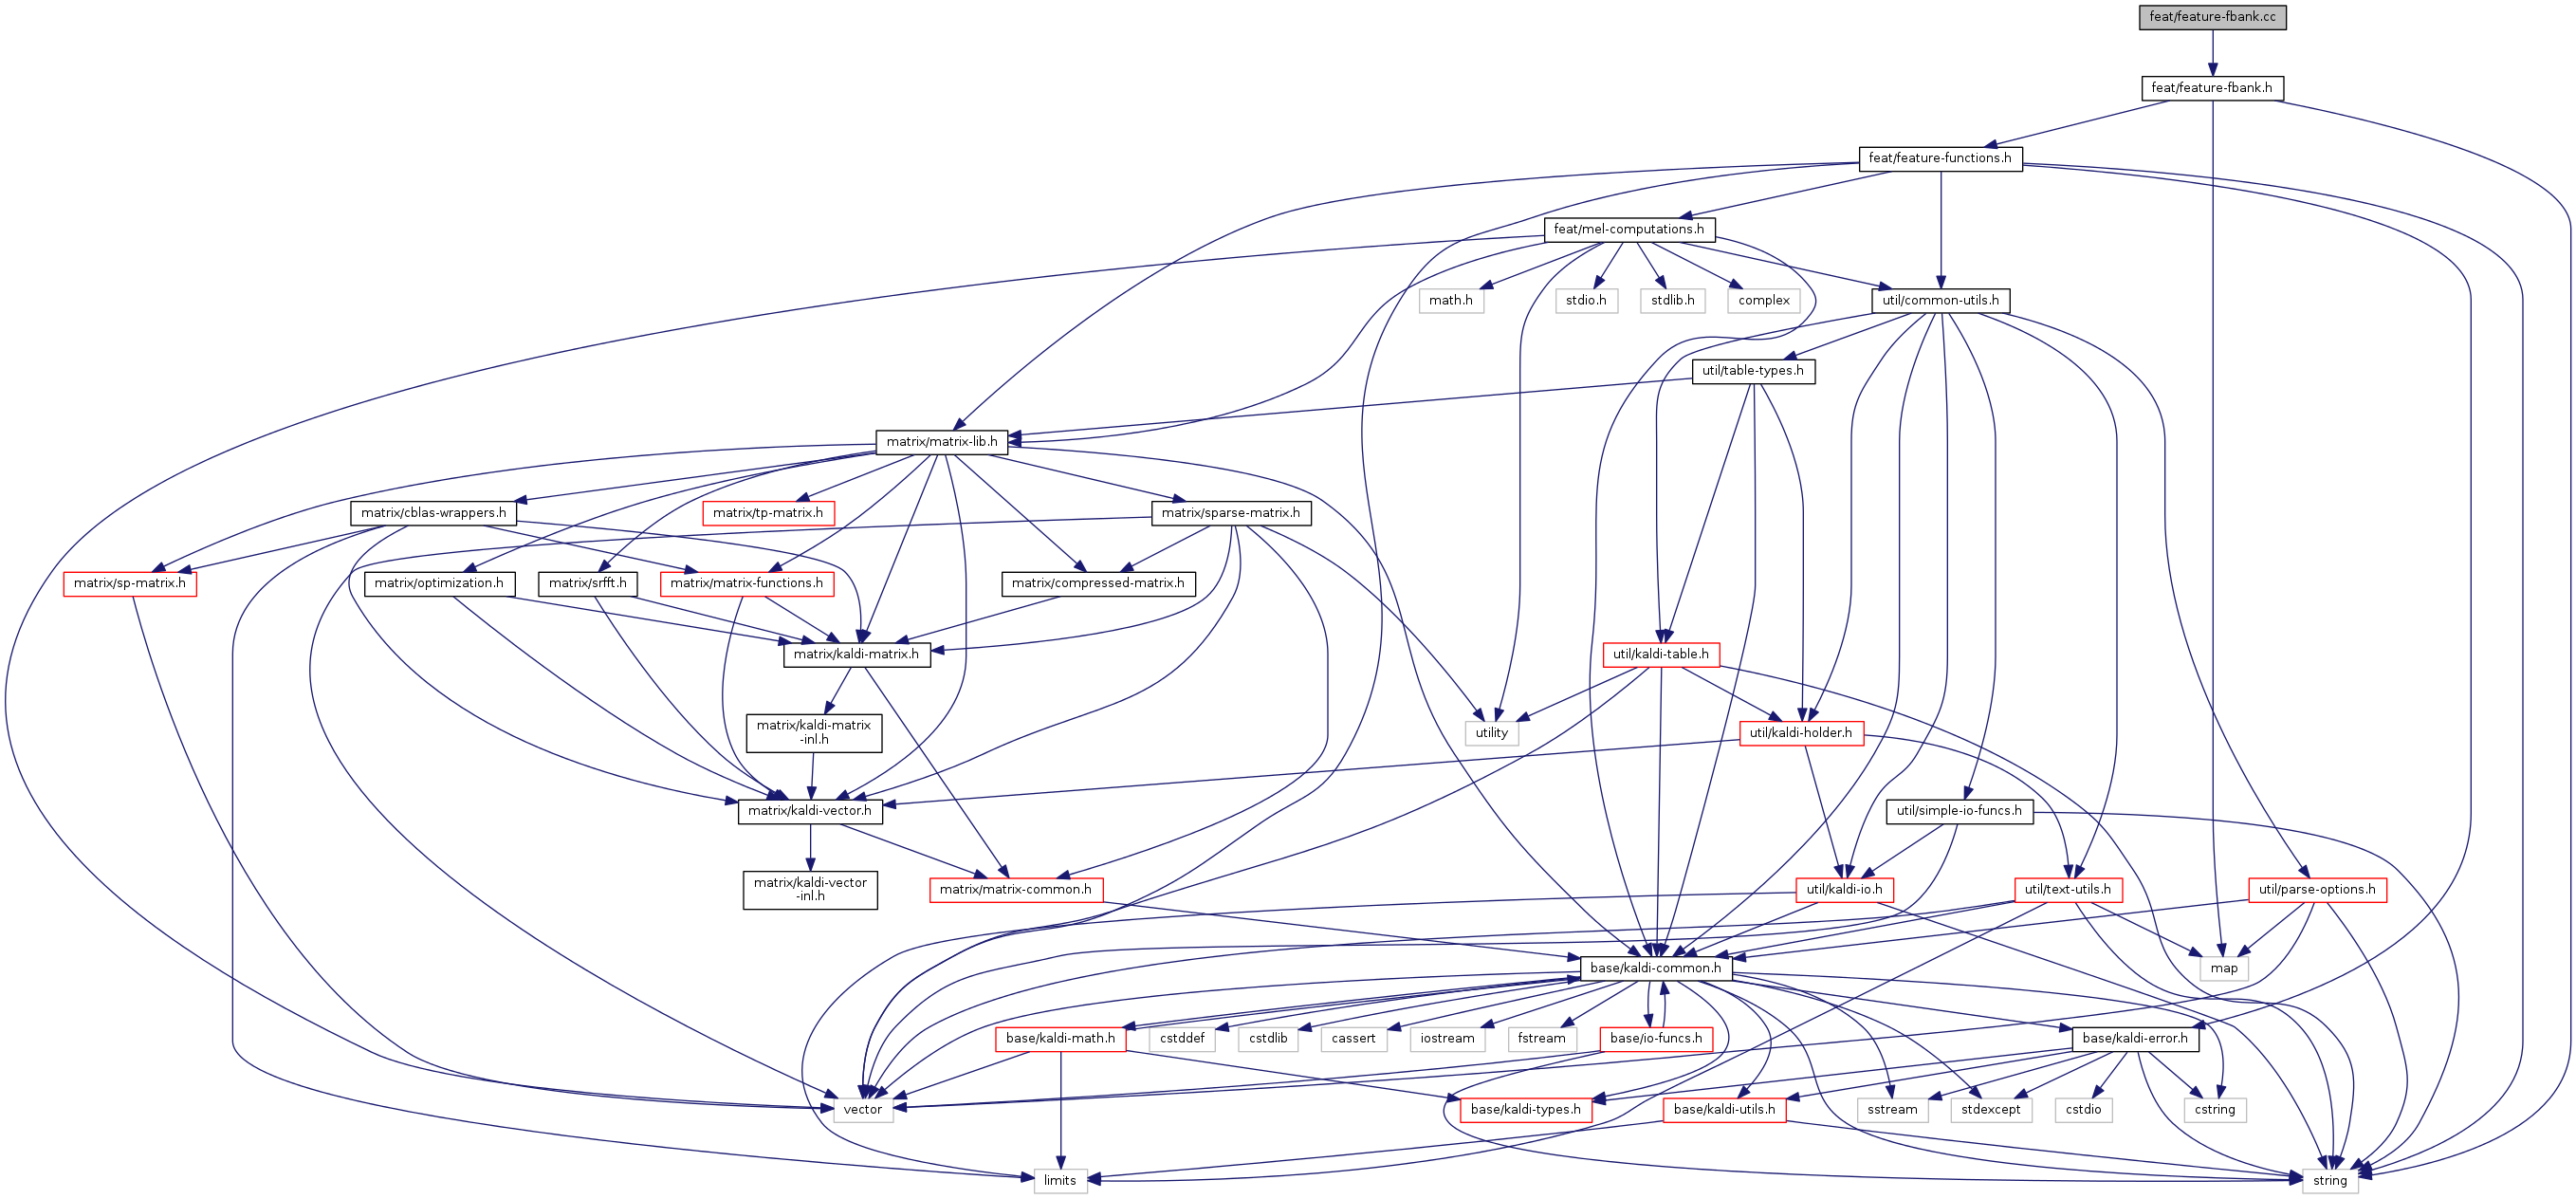 feat/feature-fbank.cc
feat/feature-fbank.h
feat/feature-functions.h
feat/mel-computations.h
math.h
stdio.h
stdlib.h
complex
util/common-utils.h
util/table-types.h
matrix/matrix-lib.h
matrix/cblas-wrappers.h
matrix/tp-matrix.h
matrix/sparse-matrix.h
matrix/sp-matrix.h
matrix/optimization.h
matrix/srfft.h
matrix/matrix-functions.h
matrix/compressed-matrix.h
matrix/kaldi-matrix.h
util/kaldi-table.h
matrix/kaldi-matrix
-inl.h
utility
util/kaldi-holder.h
matrix/kaldi-vector.h
util/simple-io-funcs.h
matrix/kaldi-vector
-inl.h
matrix/matrix-common.h
util/kaldi-io.h
util/text-utils.h
util/parse-options.h
base/kaldi-common.h
map
base/kaldi-math.h
cstddef
cstdlib
cassert
iostream
fstream
base/io-funcs.h
base/kaldi-error.h
vector
base/kaldi-types.h
base/kaldi-utils.h
sstream
stdexcept
cstdio
cstring
limits
string